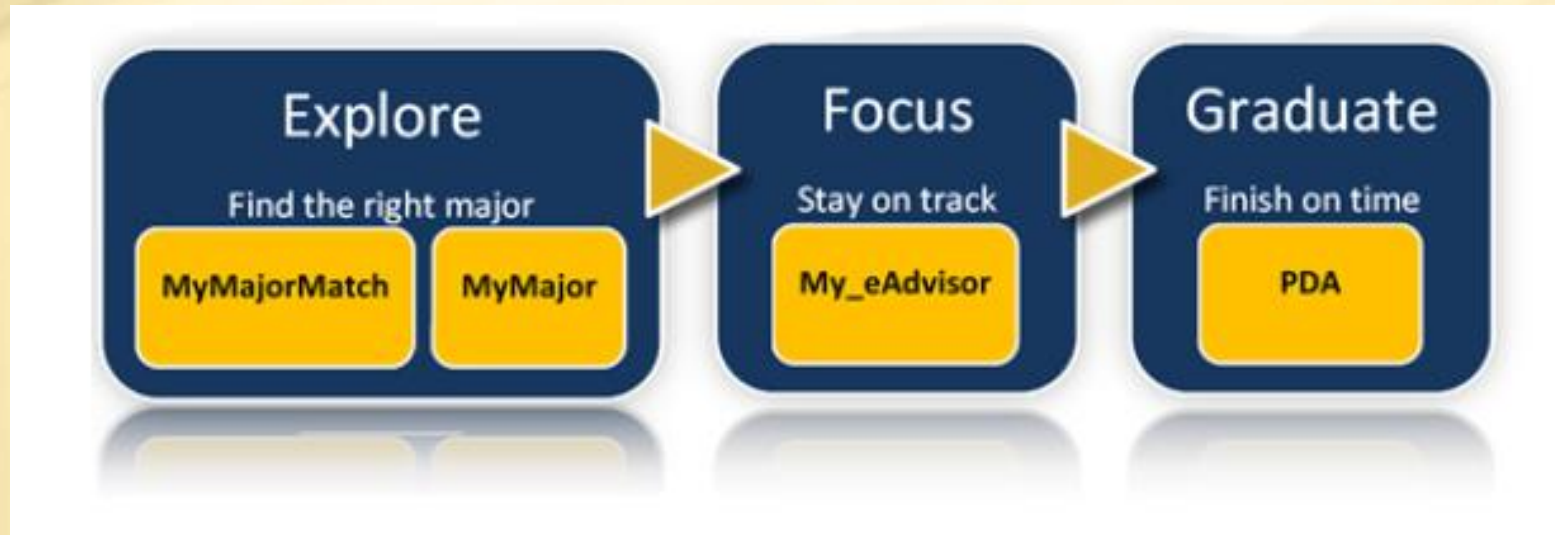 Explore
Find the right major
MyMajorMatch
MyMajor
Focus
Stay on track
My_eAdvisor
Graduate
Finish on time
PDA